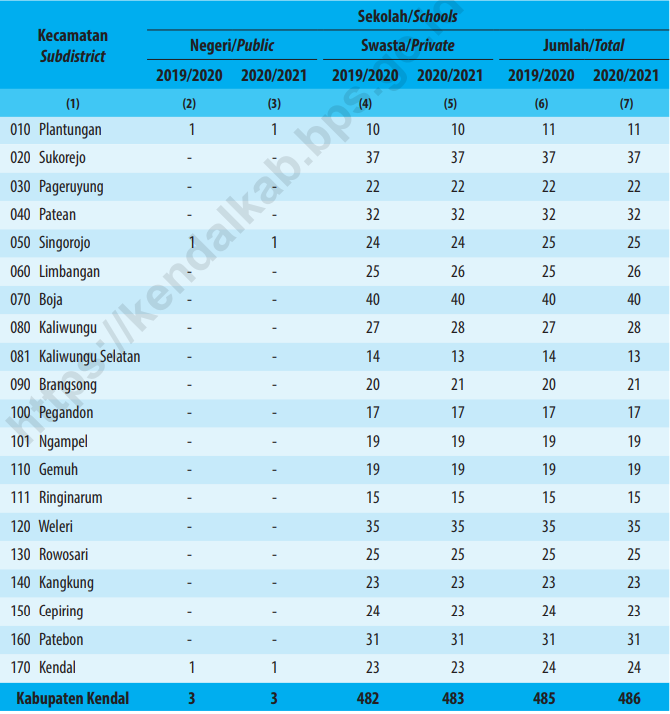 Kecamatan
Subdistrict
Sekolah/Schools
Negeri/Public Swasta/Private Jumlah/Total
2019/2020 2020/2021 2019/2020 2020/2021 2019/2020 2020/2021
(1) (2) (3) (4) (5) (6) (7)
010 Plantungan 1 1 10 10 11 11
020 Sukorejo - - 37 37 37 37
030 Pageruyung - - 22 22 22 22
040 Patean - - 32 32 32 32
050 Singorojo 1 1 24 24 25 25
060 Limbangan - - 25 26 25 26
070 Boja - - 40 40 40 40
080 Kaliwungu - - 27 28 27 28
081 Kaliwungu Selatan - - 14 13 14 13
090 Brangsong - - 20 21 20 21
100 Pegandon - - 17 17 17 17
101 Ngampel - - 19 19 19 19
110 Gemuh - - 19 19 19 19
111 Ringinarum - - 15 15 15 15
120 Weleri - - 35 35 35 35
130 Rowosari - - 25 25 25 25
140 Kangkung - - 23 23 23 23
150 Cepiring - - 24 23 24 23
160 Patebon - - 31 31 31 31
170 Kendal 1 1 23 23 24 24
Kabupaten Kendal 3 3 482 483 485 486
https://kendalkab.bps.go.id